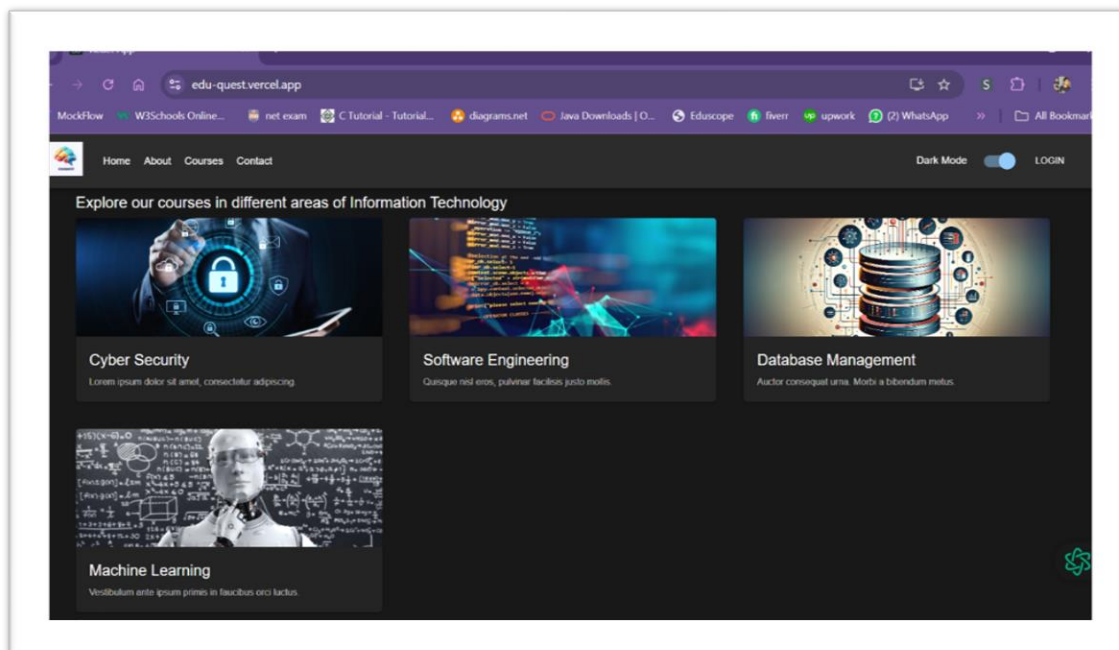 edu-quest.vercel.app
S
MockFlow W3Schools Online... net exam C Tutorial - Tutorial... diagrams.net Java Downloads | O... Eduscope fiverr upwork (2) WhatsApp » All Bookmark
Home About Courses Contact Dark Mode LOGIN
Explore our courses in different areas of Information Technology
Cyber Security
Lorem ipsum dolor sit amet, consectetur adipiscing.
Software Engineering
Quisque nisl eros, pulvinar facilisis justo mollis.
Database Management
Auctor consequat urna. Morbi a bibendum metus.
Machine Learning
Vestibulum ante ipsum primis in faucibus orci luctus.